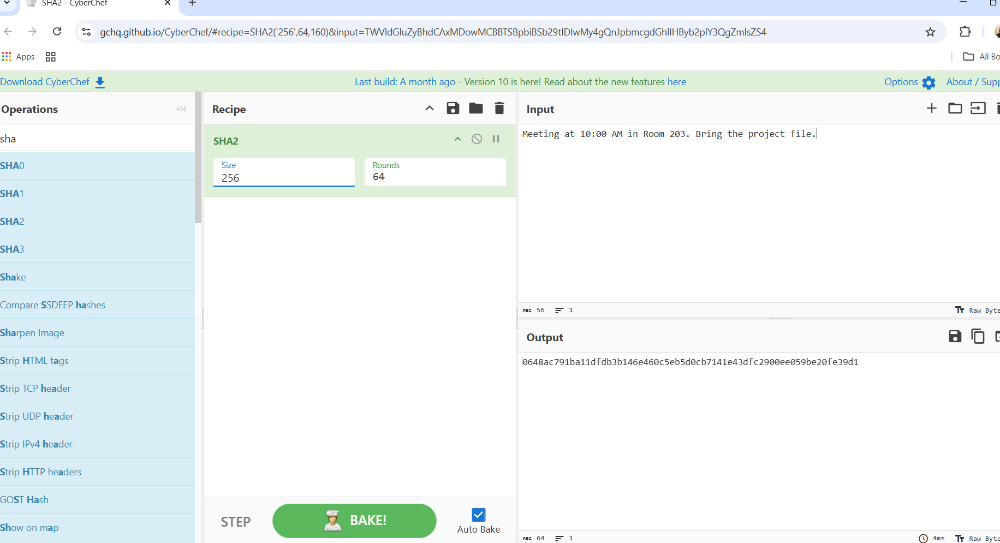 SHA2 - CyberChef
gchq.github.io/CyberChef/#recipe=SHA2('256',64,160)&input=TWVldGluZyBhdCAxMDowMCBBTSBpbiBSb29tIDIwMy4gQnJpbmcgdGhlIHByb2plY3QgZmlsZS4
Apps
All Bo
Download CyberChef
Last build: A month ago - Version 10 is here! Read about the new features here
Options
About / Supp
Operations
456
sha
SHA0
SHA1
SHA2
SHA3
Shake
Compare SSDEEP hashes
Sharpen Image
Strip HTML tags
Strip TCP header
Strip UDP header
Strip IPv4 header
Strip HTTP headers
GOST Hash
Show on map
Recipe
SHA2
Size
256
Rounds
64
STEP
BAKE!
Auto Bake
Input
Meeting at 10:00 AM in Room 203. Bring the project file.
ABC 56
1
Raw Byte
Output
0648ac791ba11dfdb3b146e460c5eb5d0cb7141e43dfc2900ee059be20fe39d1
ABC 64
1
4ms
Raw Byte